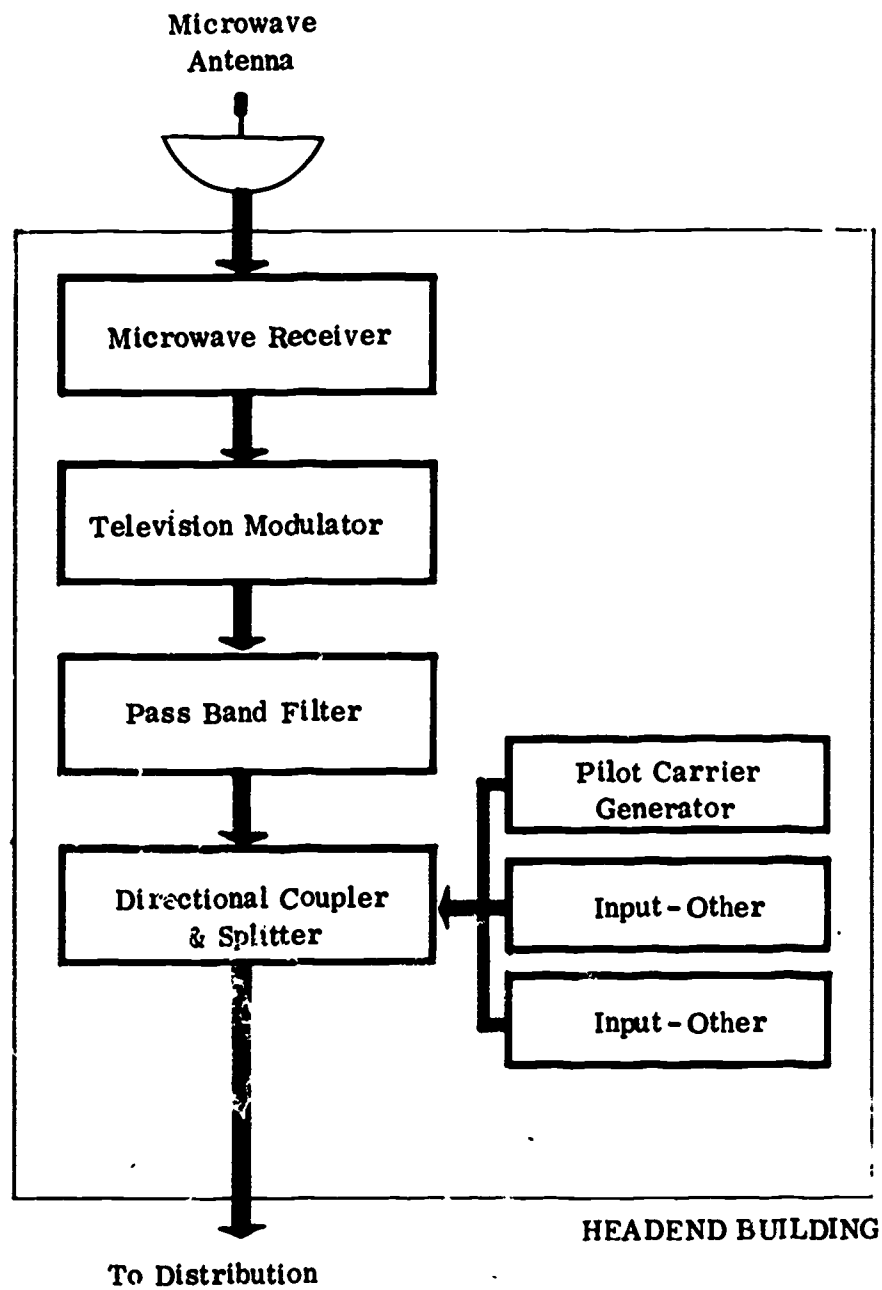 Microwave
Antenna
Microwave Receiver
Television Modulator
Pass Band Filter
Pilot Carrier
Generator
Directional Coupler
& Splitter
Input-Other
Input-Other
HEADEND BUILDING
To Distribution